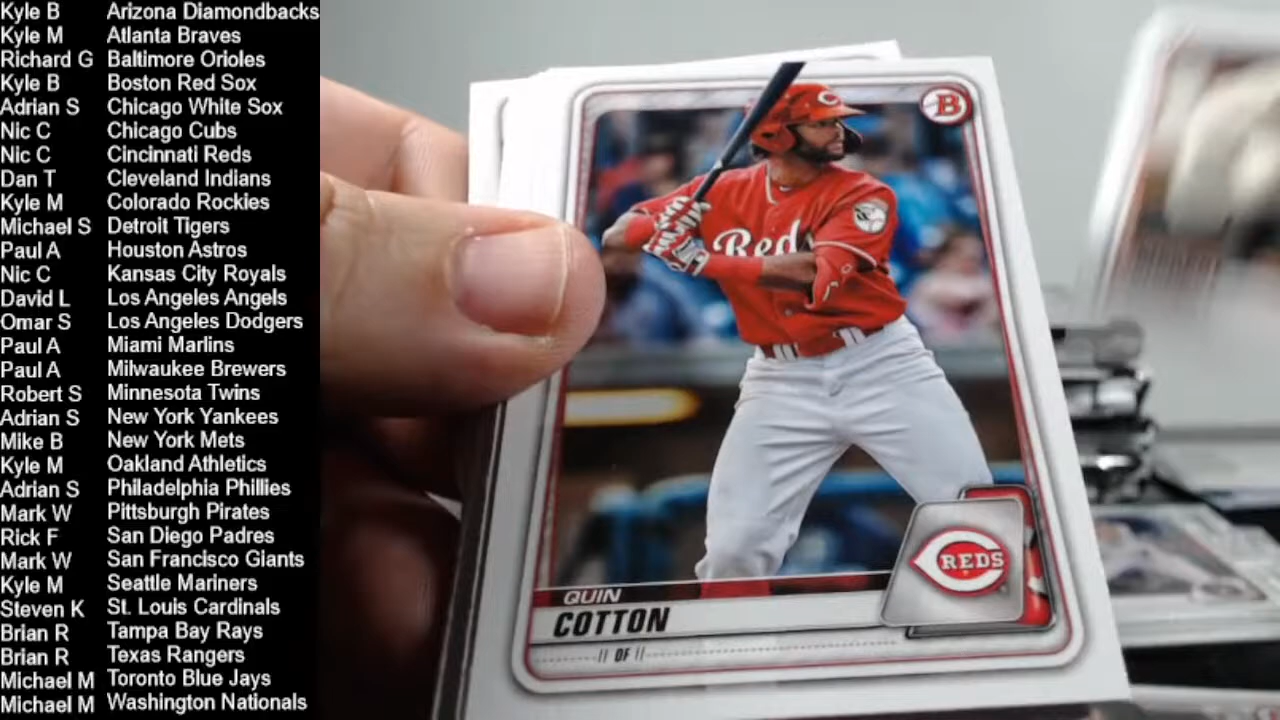 Kyle B Arizona Diamondbacks
Kyle M Atlanta Braves
Richard G Baltimore Orioles
Kyle B Boston Red Sox
Adrian S Chicago White Sox
Nic C Chicago Cubs
Nic C Cincinnati Reds
Dan T Cleveland Indians
Kyle M Colorado Rockies
Michael S Detroit Tigers
Paul A Houston Astros
Nic C Kansas City Royals
David L Los Angeles Angels
Omar S Los Angeles Dodgers
Paul A Miami Marlins
Paul A Milwaukee Brewers
Robert S Minnesota Twins
Adrian S New York Yankees
Mike B New York Mets
Kyle M Oakland Athletics
Adrian S Philadelphia Phillies
Mark W Pittsburgh Pirates
Rick F San Diego Padres
Mark W San Francisco Giants
Kyle M Seattle Mariners
Steven K St. Louis Cardinals
Brian R Tampa Bay Rays
Brian R Texas Rangers
Michael M Toronto Blue Jays
Michael M Washington Nationals
B
C
Reds
REDS
QUIN
COTTON
OF